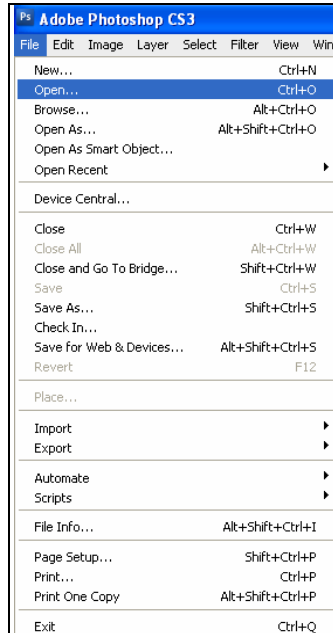 Ps Adobe Photoshop CS3
File Edit Image Layer Select Filter View Win
New... Ctrl+N
Open... Ctrl+O
Browse... Alt+Ctrl+O
Open As... Alt+Shift+Ctrl+O
Open As Smart Object...
Open Recent
Device Central...
Close Ctrl+W
Close All Alt+Ctrl+W
Close and Go To Bridge... Shift+Ctrl+W
Save Ctrl+S
Save As... Shift+Ctrl+S
Check In...
Save for Web & Devices... Alt+Shift+Ctrl+S
Revert F12
Place...
Import
Export
Automate
Scripts
File Info... Alt+Shift+Ctrl+I
Page Setup... Shift+Ctrl+P
Print... Ctrl+P
Print One Copy Alt+Shift+Ctrl+P
Exit Ctrl+Q